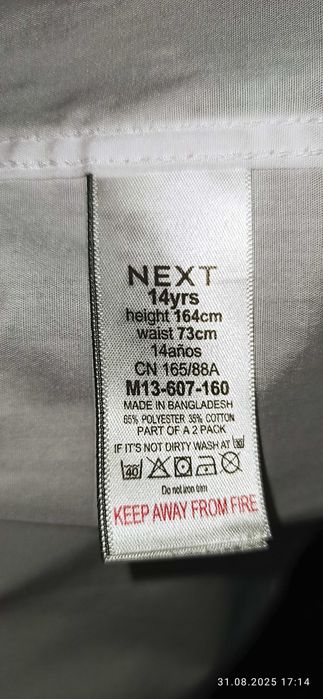 NEXT
14yrs
height 164cm
waist 73cm
14años
CN 165/88A
M13-607-160
MADE IN BANGLADESH
65% POLYESTER 35% COTTON
PART OF A 2 PACK
IF IT'S NOT DIRTY WASH AT 30
40
Do not iron trim
KEEP AWAY FROM FIRE
31.08.2025 17:14